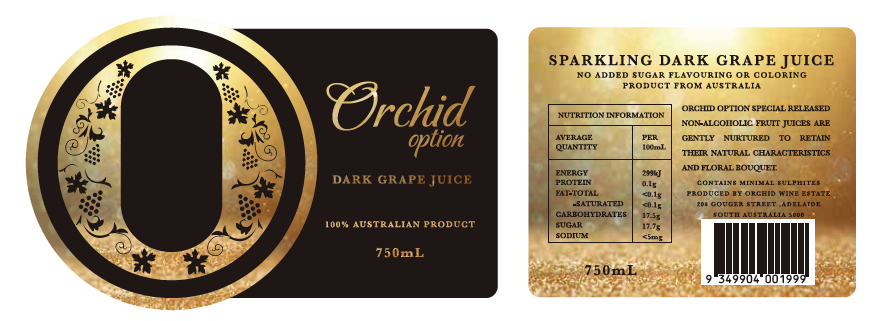 Orchid
option
DARK GRAPE JUICE
100% AUSTRALIAN PRODUCT
750mL
SPARKLING DARK GRAPE JUICE
NO ADDED SUGAR FLAVOURING OR COLORING
PRODUCT FROM AUSTRALIA
NUTRITION INFORMATION
AVERAGE QUANTITY PER 100mL
ENERGY 299kJ
PROTEIN 0.1g
FAT-TOTAL <0.1g
-SATURATED <0.1g
CARBOHYDRATES 17.5g
SUGAR 17.7g
SODIUM <5mg
750mL
ORCHID OPTION SPECIAL RELEASED
NON-ALCOHOLIC FRUIT JUICES ARE
GENTLY NURTURED TO RETAIN
THEIR NATURAL CHARACTERISTICS
AND FLORAL BOUQUET.
CONTAINS MINIMAL SULPHITES
PRODUCED BY ORGHID WINE ESTATE
206 GOUGER STREET ,ADELAIDE
SOUTH AUSTRALIA 5000
9 349904 001999